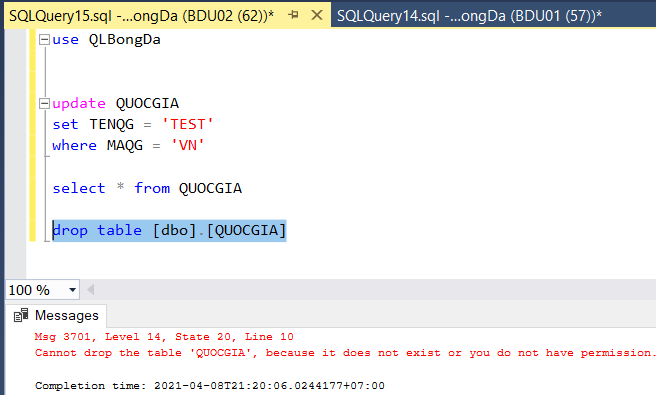 SQLQuery15.sql -...ongDa (BDU02 (62))* SQLQuery14.sql -...ongDa (BDU01 (57))*
use QLBongDa
update QUOCGIA
set TENQG = 'TEST'
where MAQG = 'VN'
select * from QUOCGIA
drop table [dbo].[QUOCGIA]
100 %
Messages
Msg 3701, Level 14, State 20, Line 10
Cannot drop the table 'QUOCGIA', because it does not exist or you do not have permission.
Completion time: 2021-04-08T21:20:06.0244177+07:00